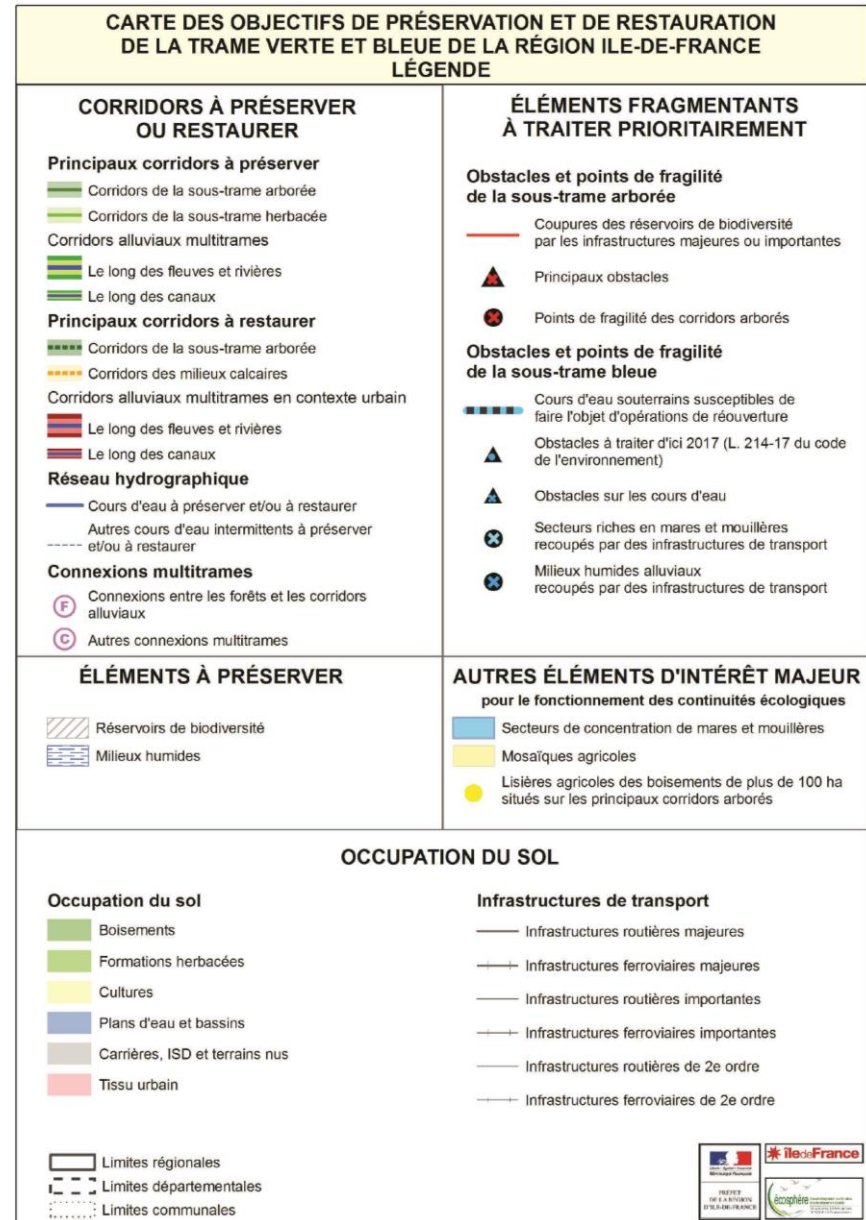 CARTE DES OBJECTIFS DE PRÉSERVATION ET DE RESTAURATION
DE LA TRAME VERTE ET BLEUE DE LA RÉGION ILE-DE-FRANCE
LÉGENDE
CORRIDORS À PRÉSERVER
OU RESTAURER
Principaux corridors à préserver
Corridors de la sous-trame arborée
Corridors de la sous-trame herbacée
Corridors alluviaux multitrames
Le long des fleuves et rivières
Le long des canaux
Principaux corridors à restaurer
Corridors de la sous-trame arborée
Corridors des milieux calcaires
Corridors alluviaux multitrames en contexte urbain
Le long des fleuves et rivières
Le long des canaux
Réseau hydrographique
Cours d'eau à préserver et/ou à restaurer
Autres cours d'eau intermittents à préserver
et/ou à restaurer
Connexions multitrames
F
Connexions entre les forêts et les corridors
alluviaux
C
Autres connexions multitrames
ÉLÉMENTS FRAGMENTANTS
À TRAITER PRIORITAIREMENT
Obstacles et points de fragilité
de la sous-trame arborée
Coupures des réservoirs de biodiversité
par les infrastructures majeures ou importantes
Principaux obstacles
Points de fragilité des corridors arborés
Obstacles et points de fragilité
de la sous-trame bleue
Cours d'eau souterrains susceptibles de
faire l'objet d'opérations de réouverture
Obstacles à traiter d'ici 2017 (L. 214-17 du code
de l'environnement)
Obstacles sur les cours d'eau
Secteurs riches en mares et mouillères
recoupés par des infrastructures de transport
Milieux humides alluviaux
recoupés par des infrastructures de transport
ÉLÉMENTS À PRÉSERVER
Réservoirs de biodiversité
Milieux humides
AUTRES ÉLÉMENTS D'INTÉRÊT MAJEUR
pour le fonctionnement des continuités écologiques
Secteurs de concentration de mares et mouillères
Mosaïques agricoles
Lisières agricoles des boisements de plus de 100 ha
situés sur les principaux corridors arborés
OCCUPATION DU SOL
Occupation du sol
Boisements
Formations herbacées
Cultures
Plans d'eau et bassins
Carrières, ISD et terrains nus
Tissu urbain
Infrastructures de transport
Infrastructures routières majeures
Infrastructures ferroviaires majeures
Infrastructures routières importantes
Infrastructures ferroviaires importantes
Infrastructures routières de 2e ordre
Infrastructures ferroviaires de 2e ordre
Limites régionales
Limites départementales
Limites communales
PRÉFET
DE LA RÉGION
D'ILE-DE-FRANCE
îledeFrance
écosphère